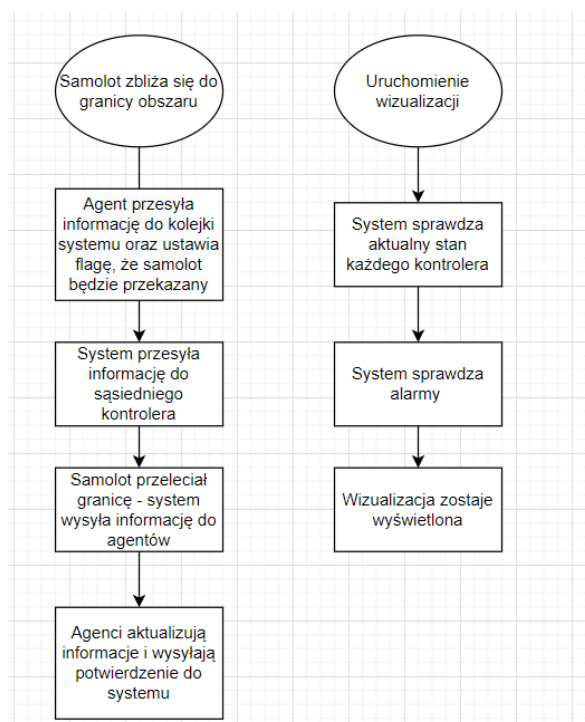 Samolot zbliża się do
granicy obszaru
Agent przesyła
informację do kolejki
systemu oraz ustawia
flagę, że samolot
będzie przekazany
System przesyła
informację do
sąsiedniego
kontrolera
Samolot przeleciał
granicę - system
wysyła informację do
agentów
Agenci aktualizują
informacje i wysyłają
potwierdzenie do
systemu
Uruchomienie
wizualizacji
System sprawdza
aktualny stan
każdego kontrolera
System sprawdza
alarmy
Wizualizacja zostaje
wyświetlona